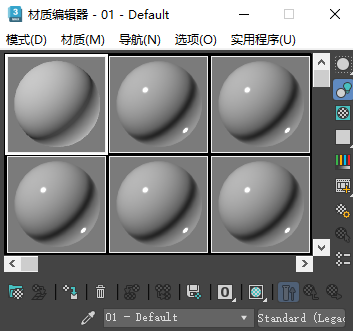 材质编辑器 - 01 - Default
模式(D) 材质(M) 导航(N) 选项(O) 实用程序(U)
01 - Default Standard (Legac